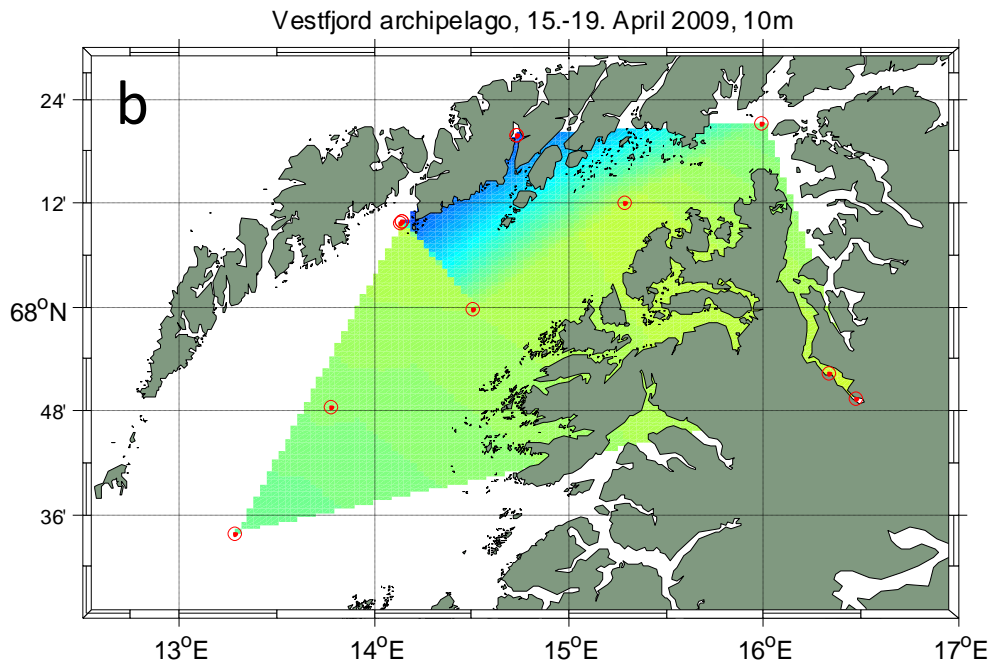 Vestfjord archipelago, 15.-19. April 2009, 10m
b
24'
12'
68°N
48'
36'
13°E 14°E 15°E 16°E 17°E